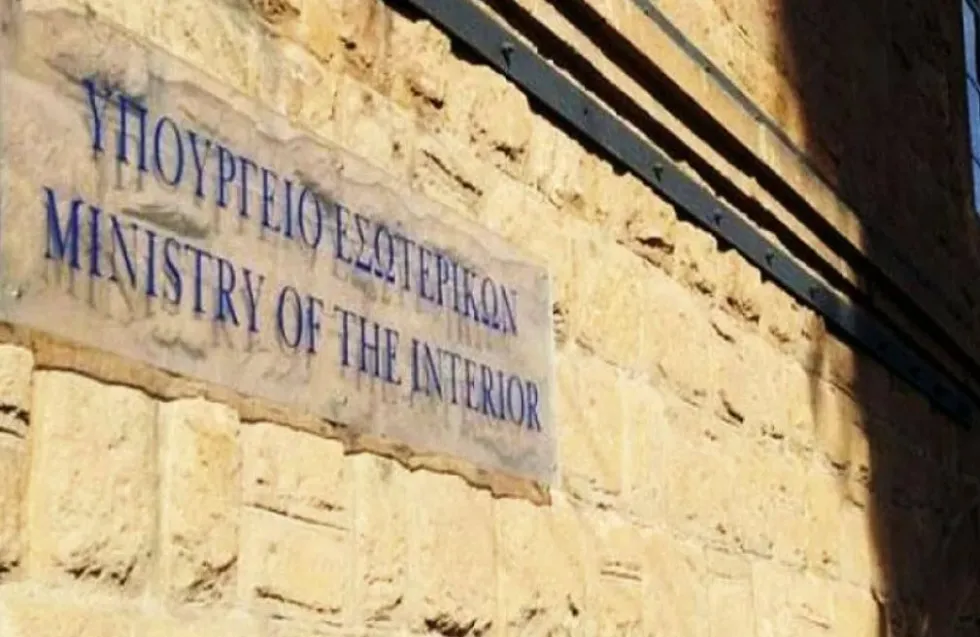 ΥΠΟΥΡΓΕΙΟ ΕΣΩΤΕΡΙΚΩΝ
MINISTRY OF THE INTERIOR